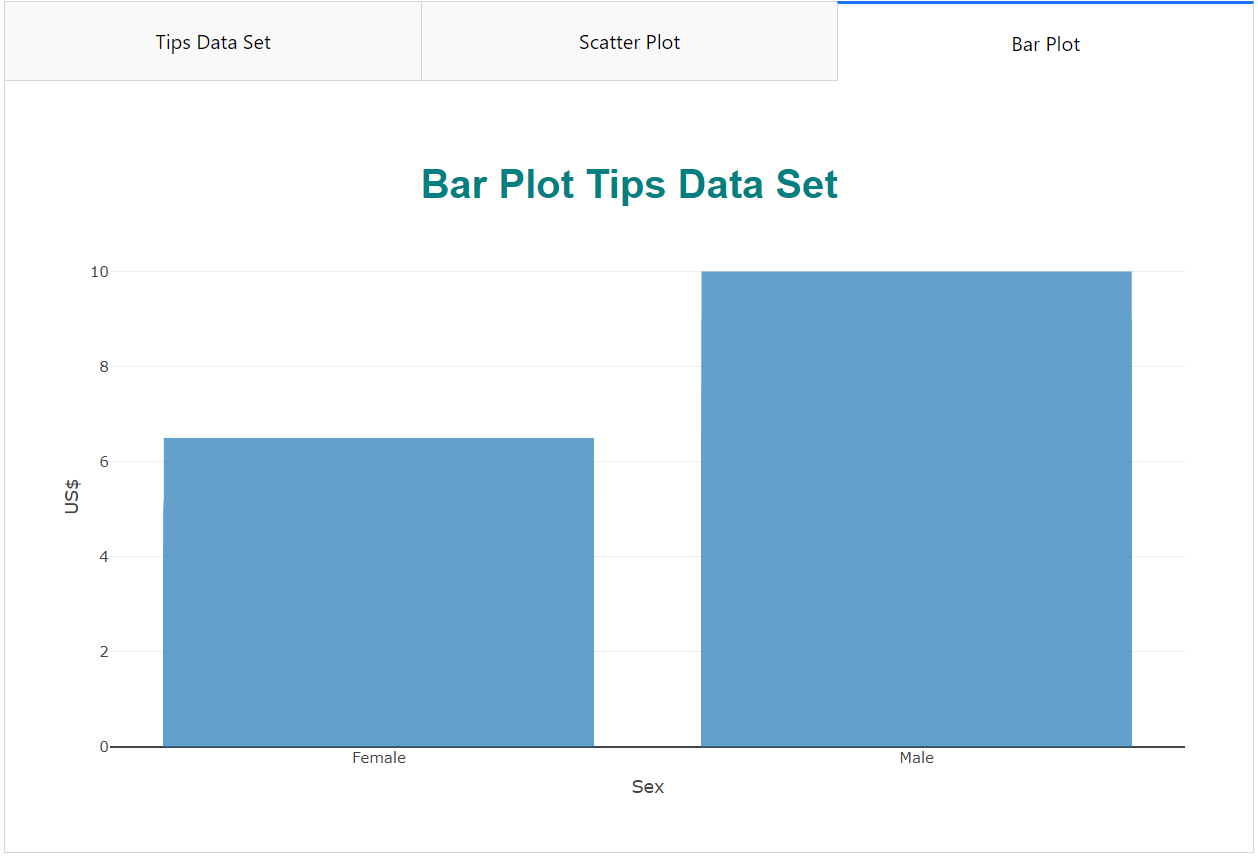 Tips Data Set
Scatter Plot
Bar Plot
Bar Plot Tips Data Set
10
8
6
4
2
0
US$
Female
Male
Sex